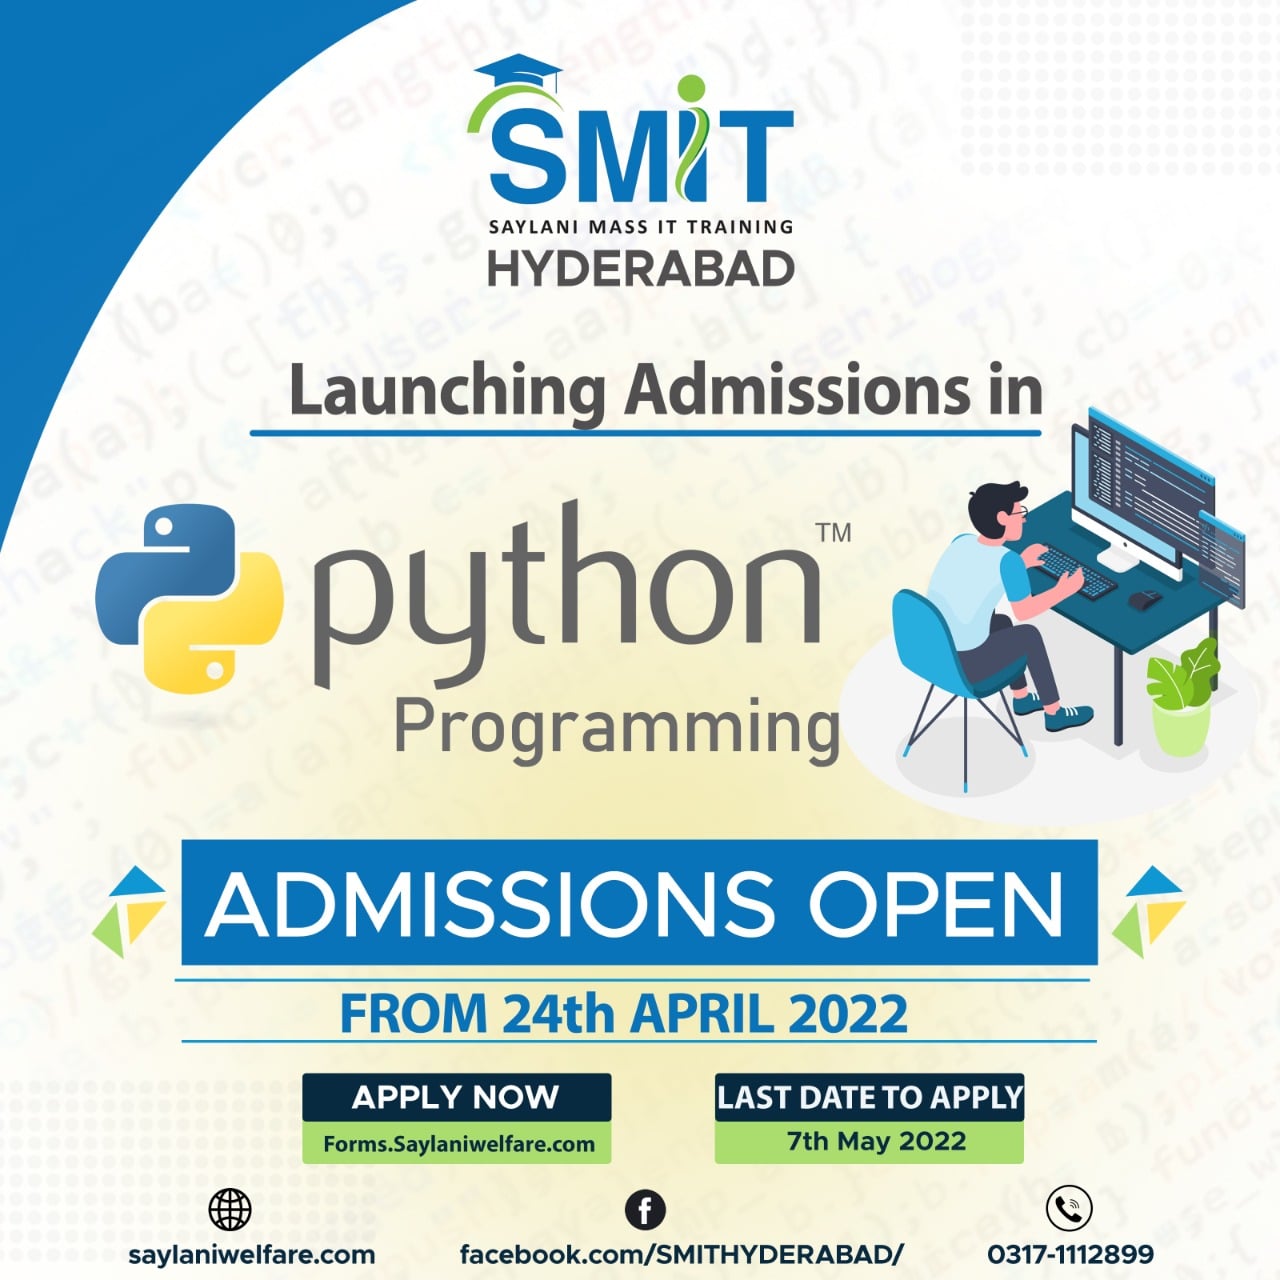 SMiT
SAYLANI MASS IT TRAINING
HYDERABAD
Launching Admissions in
python™
Programming
ADMISSIONS OPEN
FROM 24th APRIL 2022
APPLY NOW
Forms.Saylaniwelfare.com
LAST DATE TO APPLY
7th May 2022
saylaniwelfare.com
facebook.com/SMITHYDERABAD/
0317-1112899